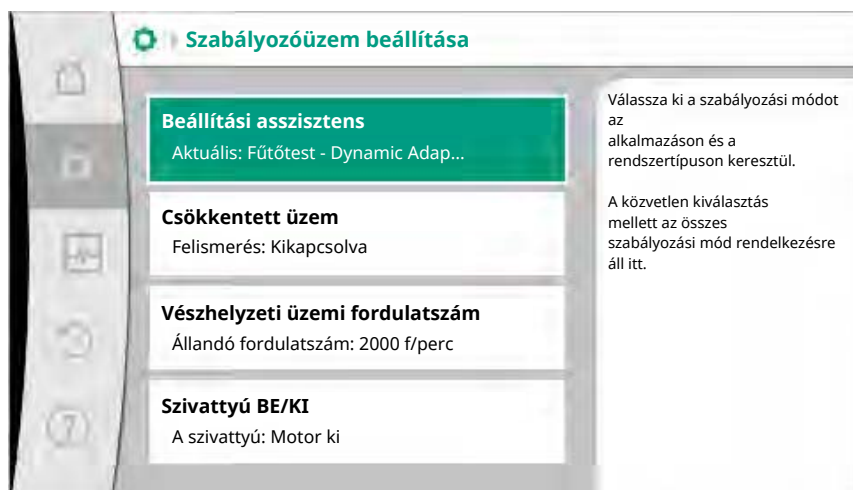 Szabályozóüzem beállítása
Beállítási asszisztens
Aktuális: Fűtőtest - Dynamic Adap...
Csökkentett üzem
Felismerés: Kikapcsolva
Vészhelyzeti üzemi fordulatszám
Állandó fordulatszám: 2000 f/perc
Szivattyú BE/KI
A szivattyú: Motor ki
Válassza ki a szabályozási módot
az
alkalmazáson és a
rendszertípuson keresztül.
A közvetlen kiválasztás
mellett az összes
szabályozási mód rendelkezésre
áll itt.